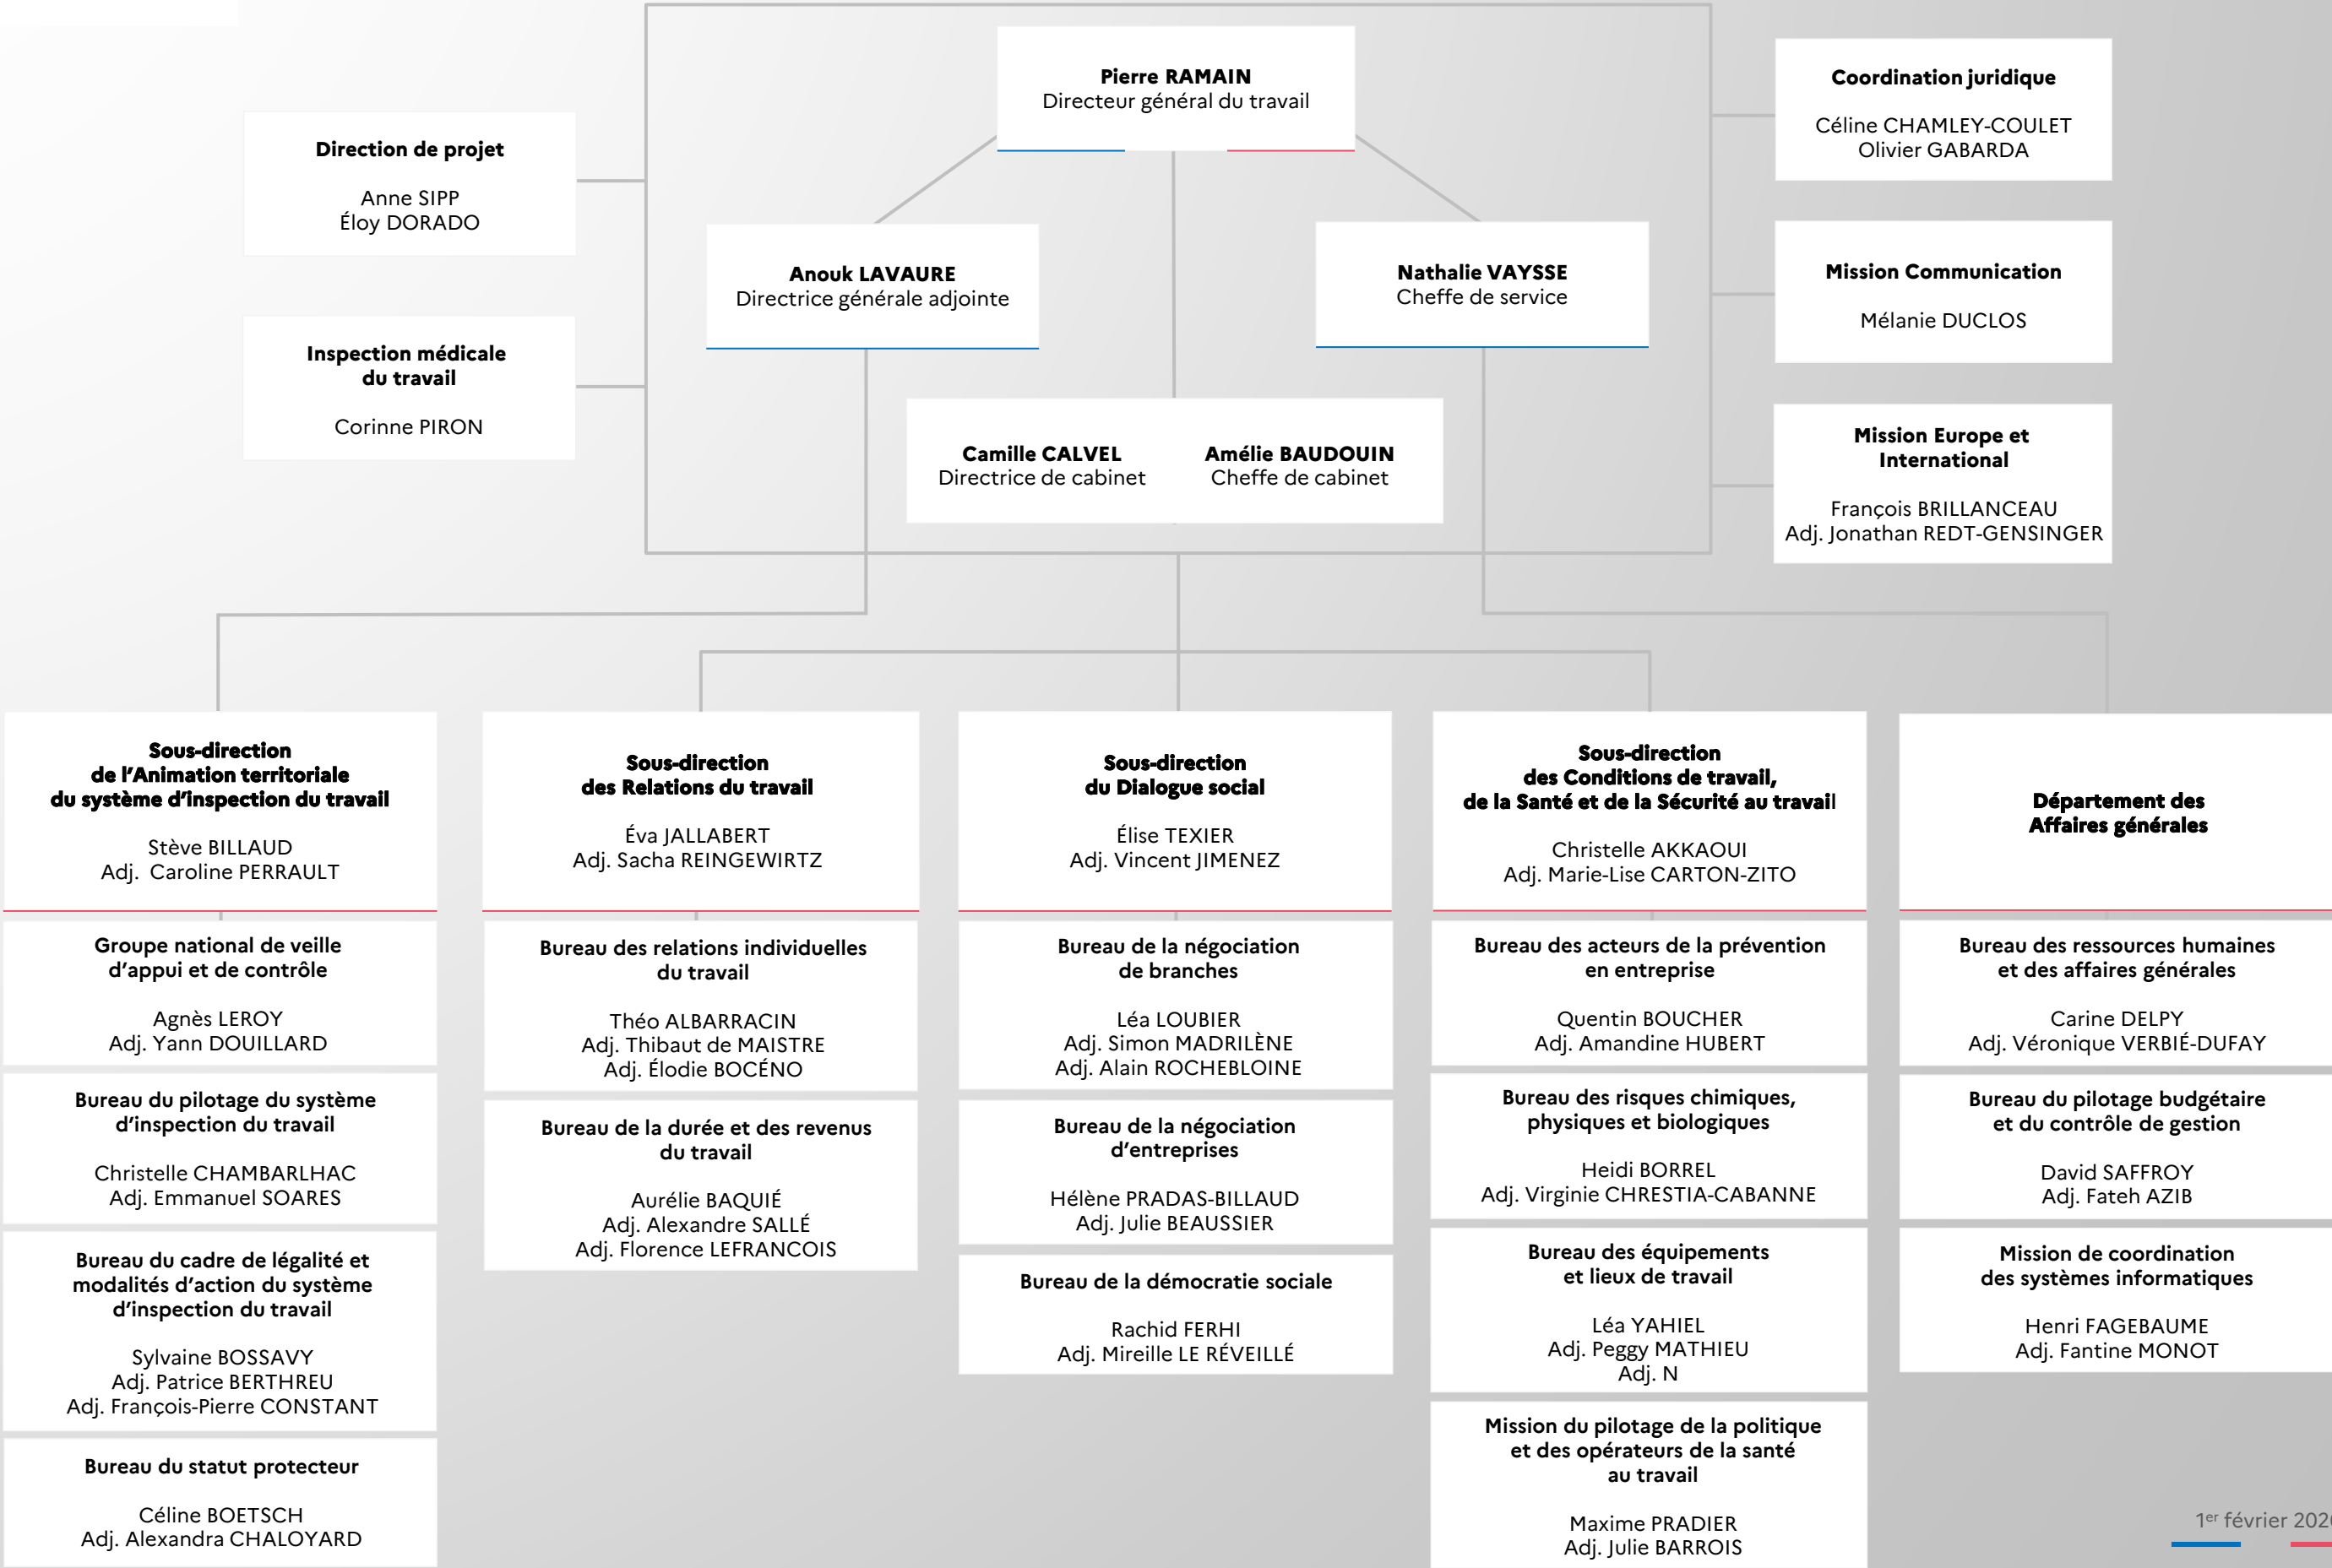 Pierre RAMAIN
Directeur général du travail
Direction de projet
Anne SIPP
Éloy DORADO
Inspection médicale
du travail
Corinne PIRON
Anouk LAVAURE
Directrice générale adjointe
Nathalie VAYSSE
Cheffe de service
Camille CALVEL
Directrice de cabinet
Amélie BAUDOUIN
Cheffe de cabinet
Coordination juridique
Céline CHAMLEY-COULET
Olivier GABARDA
Mission Communication
Mélanie DUCLOS
Mission Europe et
International
François BRILLANCEAU
Adj. Jonathan REDT-GENSINGER
Sous-direction
de l'Animation territoriale
du système d'inspection du travail
Stève BILLAUD
Adj. Caroline PERRAULT
Groupe national de veille
d'appui et de contrôle
Agnès LEROY
Adj. Yann DOUILLARD
Bureau du pilotage du système
d'inspection du travail
Christelle CHAMBARLHAC
Adj. Emmanuel SOARES
Bureau du cadre de légalité et
modalités d'action du système
d'inspection du travail
Sylvaine BOSSAVY
Adj. Patrice BERTHREU
Adj. François-Pierre CONSTANT
Bureau du statut protecteur
Céline BOETSCH
Adj. Alexandra CHALOYARD
Sous-direction
des Relations du travail
Éva JALLABERT
Adj. Sacha REINGEWIRTZ
Bureau des relations individuelles
du travail
Théo ALBARRACIN
Adj. Thibaut de MAISTRE
Adj. Élodie BOCÉNO
Bureau de la durée et des revenus
du travail
Aurélie BAQUIÉ
Adj. Alexandre SALLÉ
Adj. Florence LEFRANCOIS
Sous-direction
du Dialogue social
Élise TEXIER
Adj. Vincent JIMENEZ
Bureau de la négociation
de branches
Léa LOUBIER
Adj. Simon MADRILÈNE
Adj. Alain ROCHEBLOINE
Bureau de la négociation
d'entreprises
Hélène PRADAS-BILLAUD
Adj. Julie BEAUSSIER
Bureau de la démocratie sociale
Rachid FERHI
Adj. Mireille LE RÉVEILLÉ
Sous-direction
des Conditions de travail,
de la Santé et de la Sécurité au travail
Christelle AKKAOUI
Adj. Marie-Lise CARTON-ZITO
Bureau des acteurs de la prévention
en entreprise
Quentin BOUCHER
Adj. Amandine HUBERT
Bureau des risques chimiques,
physiques et biologiques
Heidi BORREL
Adj. Virginie CHRESTIA-CABANNE
Bureau des équipements
et lieux de travail
Léa YAHIEL
Adj. Peggy MATHIEU
Adj. N
Mission du pilotage de la politique
et des opérateurs de la santé
au travail
Maxime PRADIER
Adj. Julie BARROIS
Département des
Affaires générales
Bureau des ressources humaines
et des affaires générales
Carine DELPY
Adj. Véronique VERBIÉ-DUFAY
Bureau du pilotage budgétaire
et du contrôle de gestion
David SAFFROY
Adj. Fateh AZIB
Mission de coordination
des systèmes informatiques
Henri FAGEBAUME
Adj. Fantine MONOT
1er février